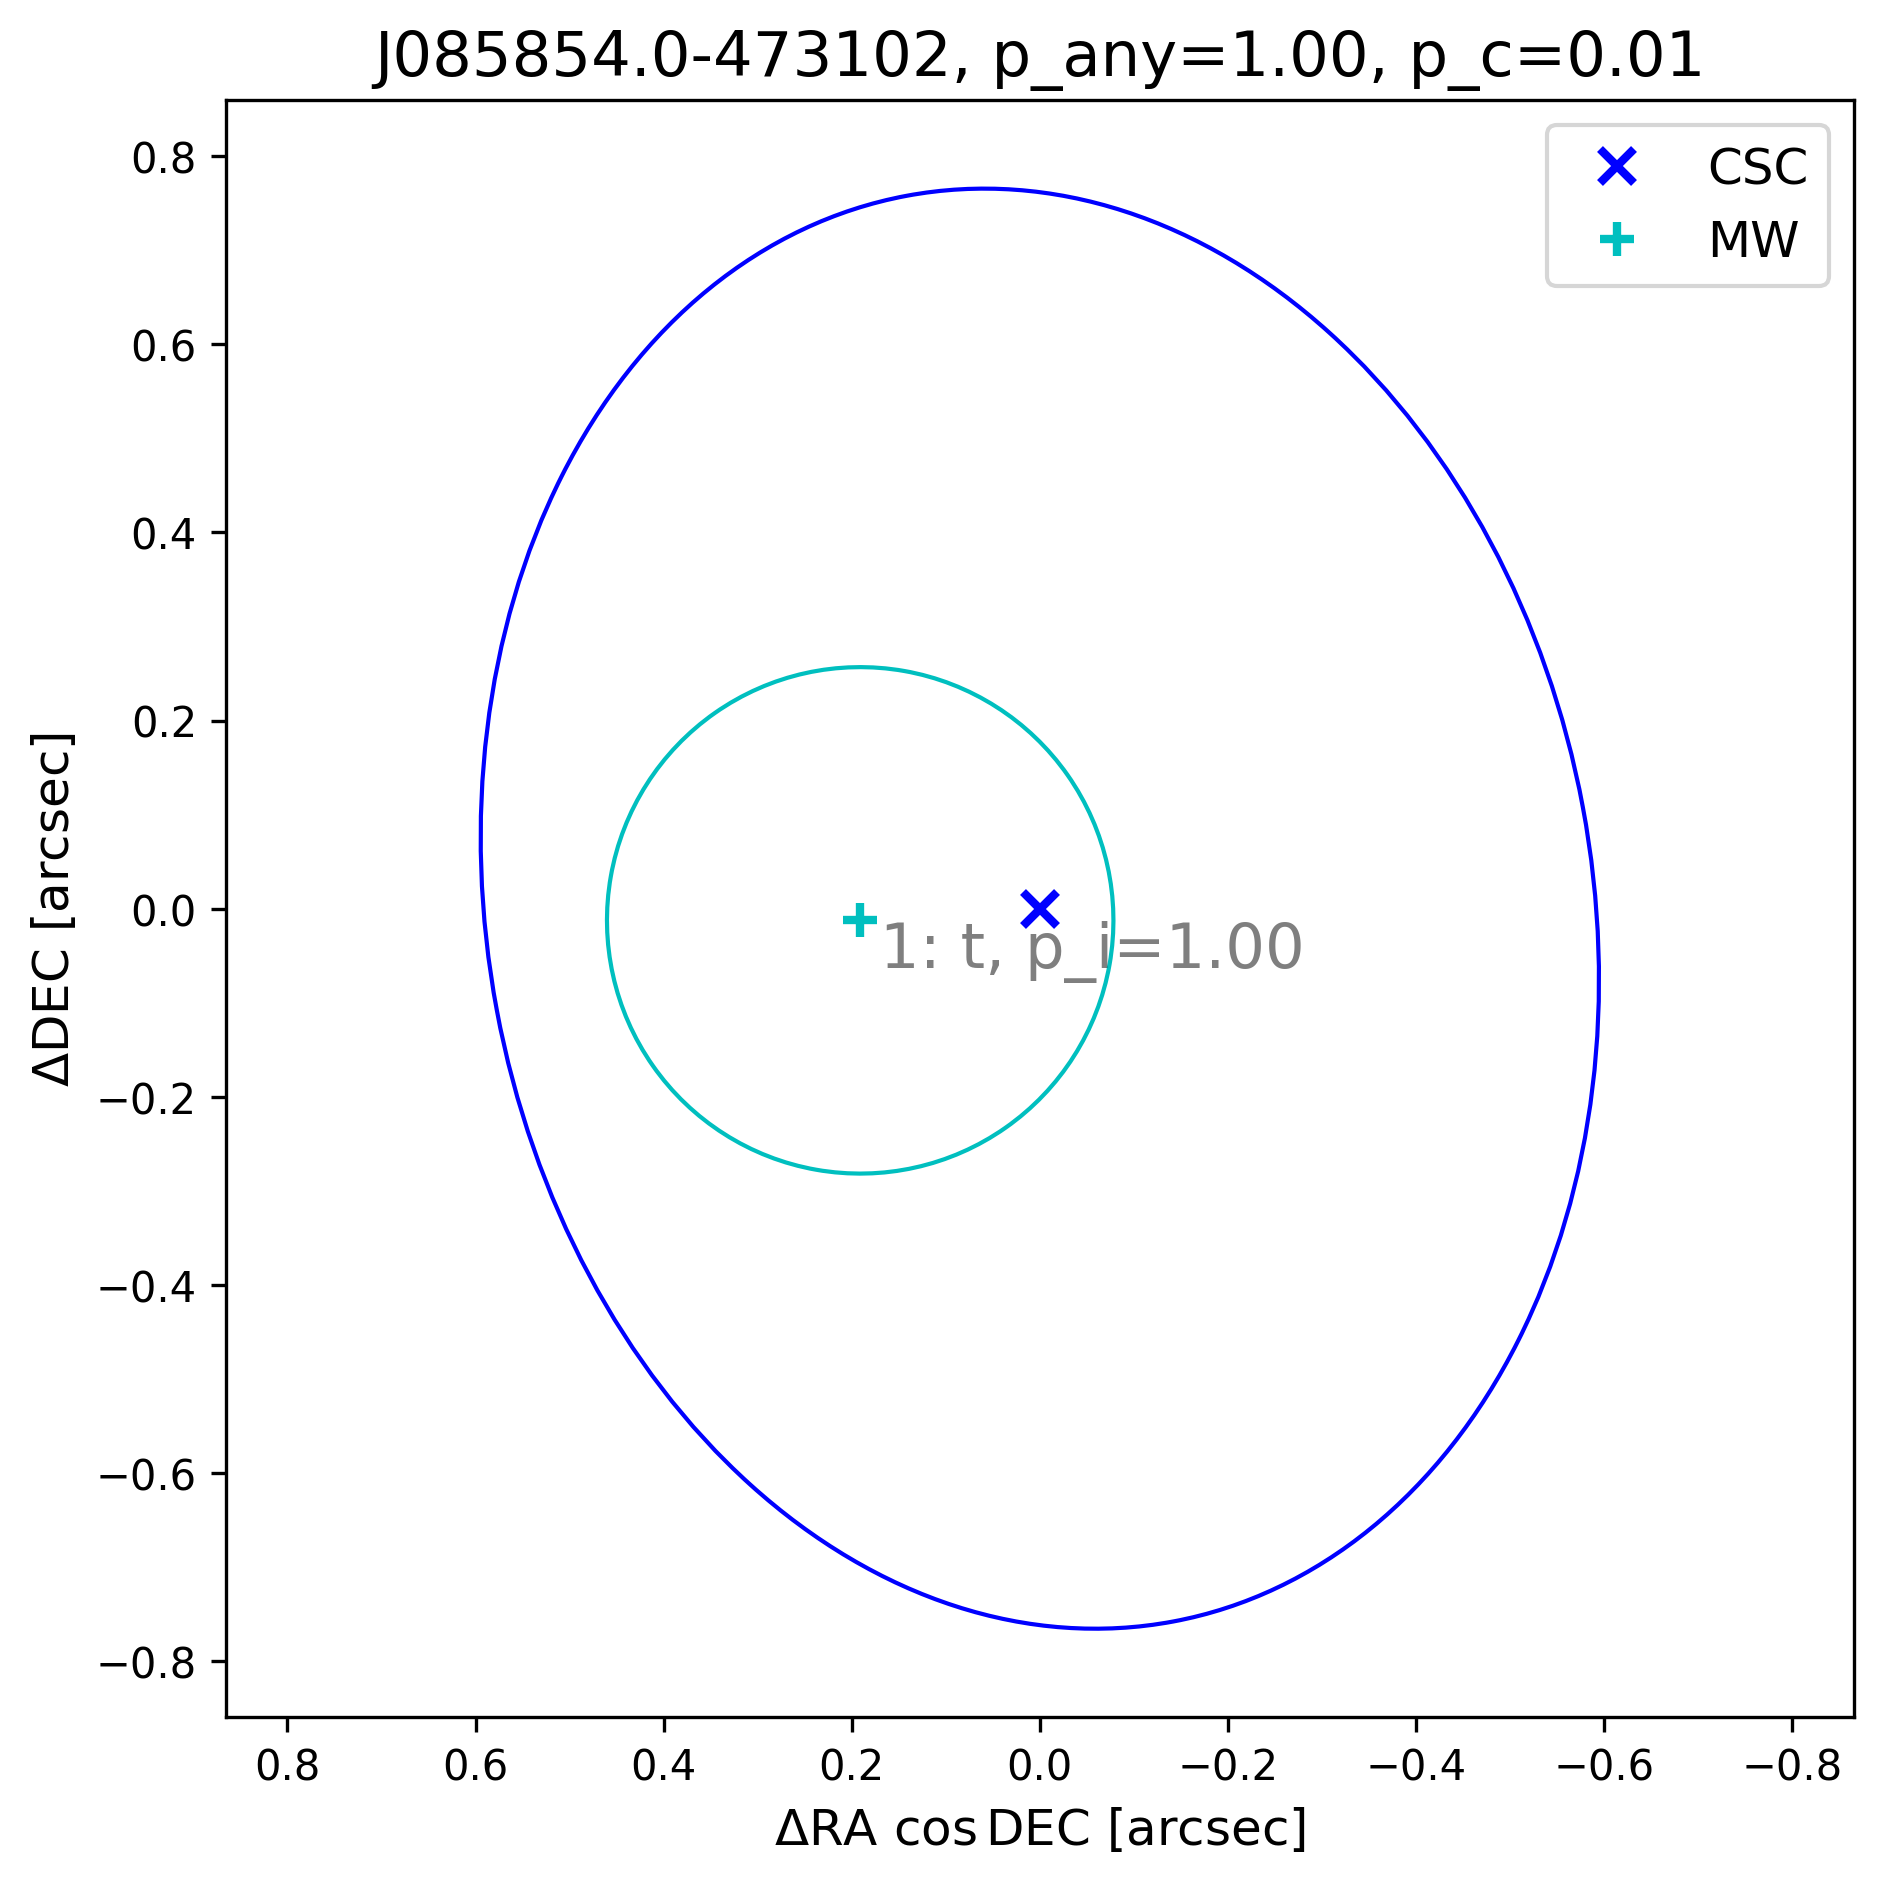 J085854.0-473102, p_any=1.00, p_c=0.01
CSC
MW
0.8
0.6
0.4
0.2
0.0
−0.2
−0.4
−0.6
−0.8
ΔDEC [arcsec]
1: t, p_i=1.00
0.8 0.6 0.4 0.2 0.0 −0.2 −0.4 −0.6 −0.8
ΔRA cos DEC [arcsec]